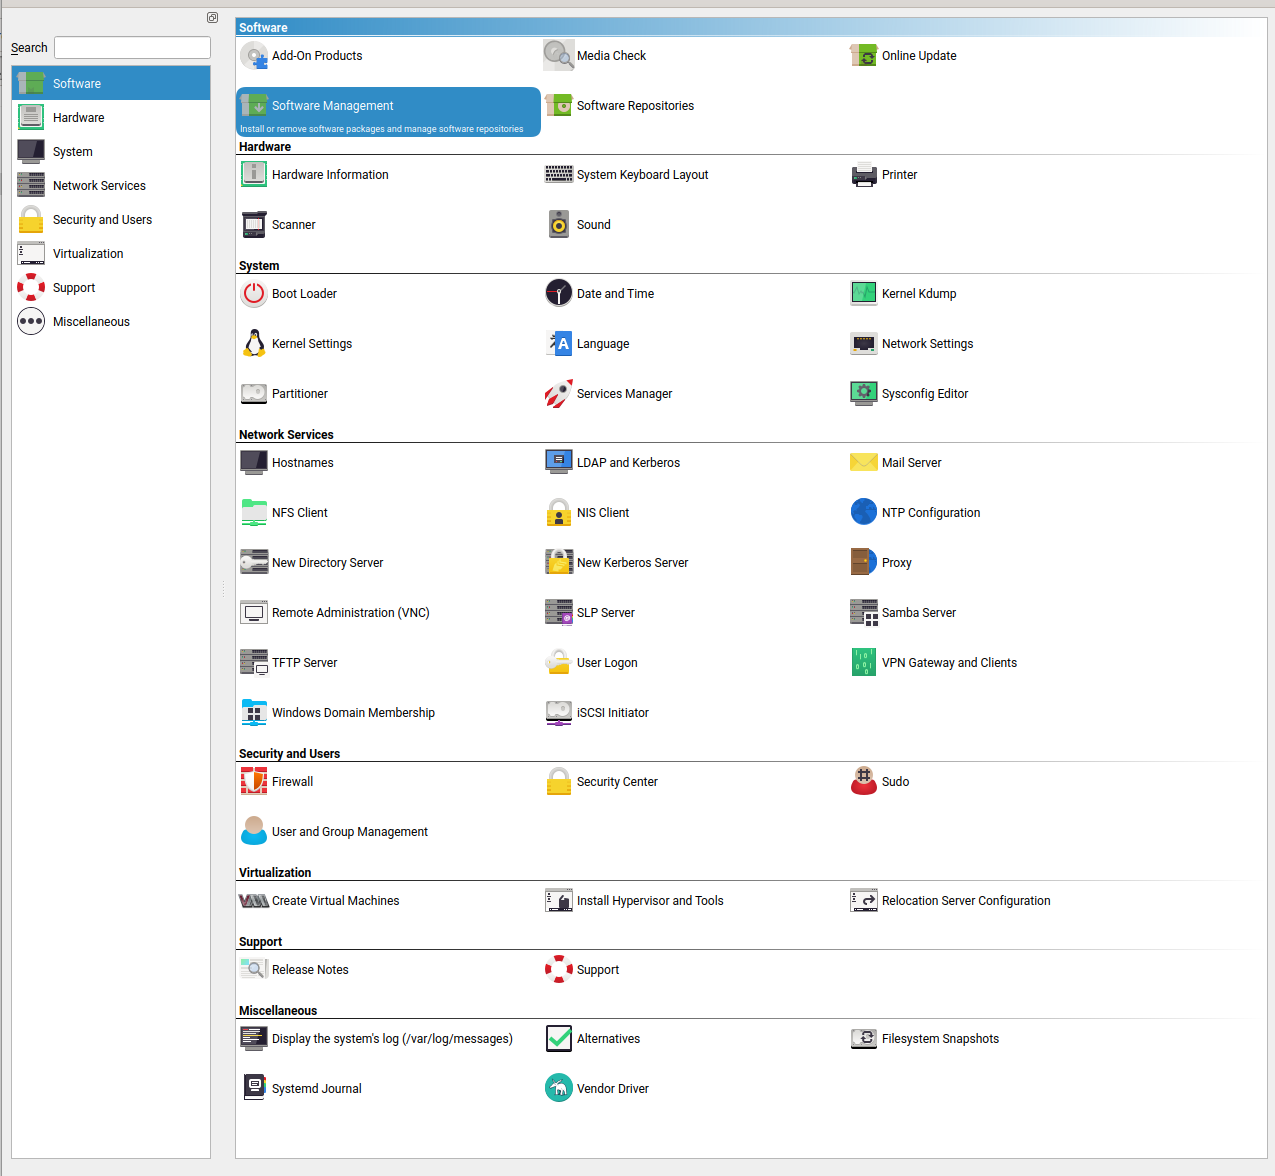 Search
Software
Hardware
System
Network Services
Security and Users
Virtualization
Support
Miscellaneous
Software
Add-On Products
Media Check
Online Update
Software Management
Install or remove software packages and manage software repositories
Software Repositories
Hardware
Hardware Information
System Keyboard Layout
Printer
Scanner
Sound
System
Boot Loader
Date and Time
Kernel Kdump
Kernel Settings
Language
Network Settings
Partitioner
Services Manager
Sysconfig Editor
Network Services
Hostnames
LDAP and Kerberos
Mail Server
NFS Client
NIS Client
NTP Configuration
New Directory Server
New Kerberos Server
Proxy
Remote Administration (VNC)
SLP Server
Samba Server
TFTP Server
User Logon
VPN Gateway and Clients
Windows Domain Membership
iSCSI Initiator
Security and Users
Firewall
Security Center
Sudo
User and Group Management
Virtualization
Create Virtual Machines
Install Hypervisor and Tools
Relocation Server Configuration
Support
Release Notes
Support
Miscellaneous
Display the system's log (/var/log/messages)
Alternatives
Filesystem Snapshots
Systemd Journal
Vendor Driver